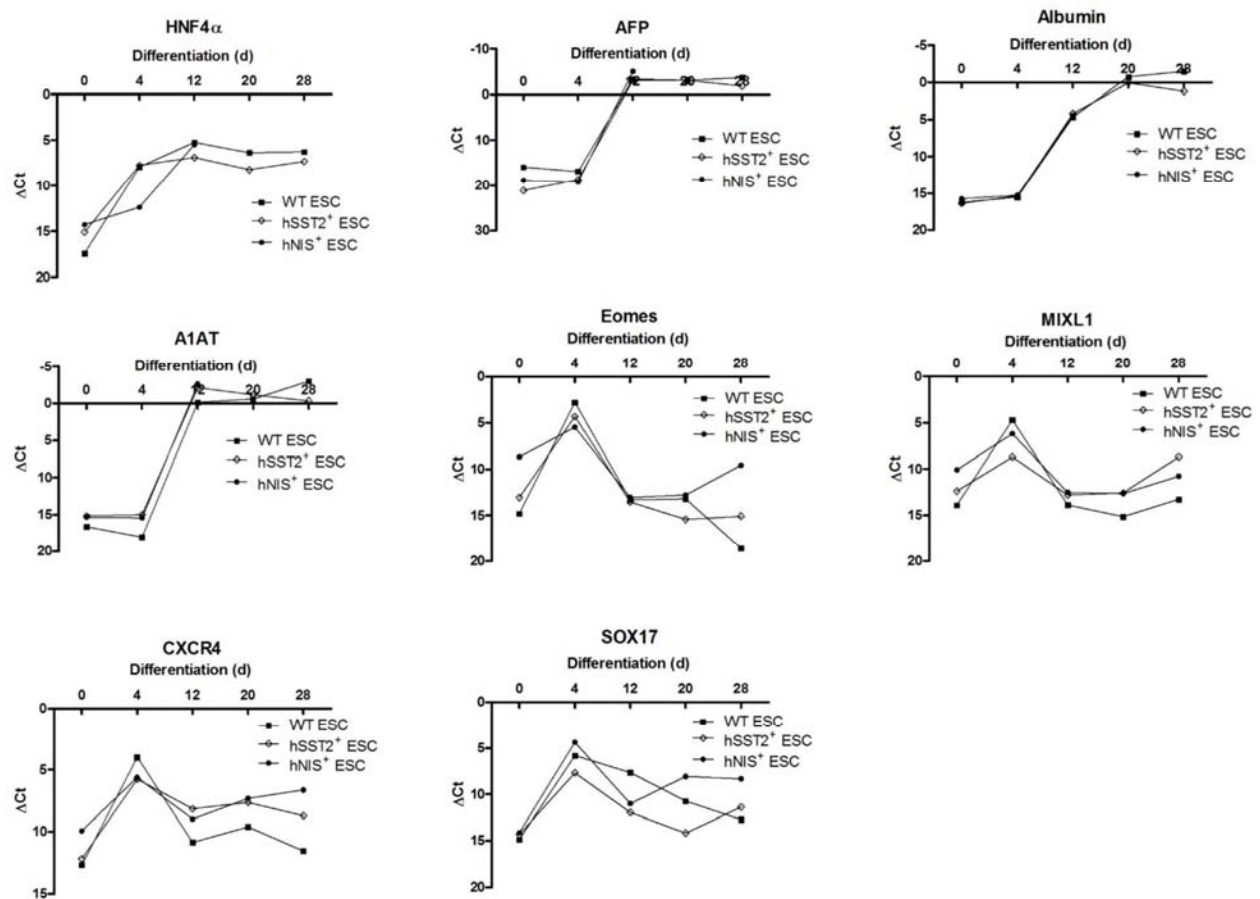 HNF4α
Differentiation (d)
0 4 12 20 28
0
5
10
15
20
ΔCt
WT ESC
hSST2⁺ ESC
hNIS⁺ ESC
AFP
Differentiation (d)
-10
0 4 12 20 28
0
10
20
30
ΔCt
WT ESC
hSST2⁺ ESC
hNIS⁺ ESC
Albumin
Differentiation (d)
-5
0 4 12 20 28
0
5
10
15
20
ΔCt
WT ESC
hSST2⁺ ESC
hNIS⁺ ESC
A1AT
Differentiation (d)
-5
0 4 12 20 28
0
5
10
15
20
ΔCt
WT ESC
hSST2⁺ ESC
hNIS⁺ ESC
Eomes
Differentiation (d)
0 4 12 20 28
0
5
10
15
20
ΔCt
WT ESC
hSST2⁺ ESC
hNIS⁺ ESC
MIXL1
Differentiation (d)
0 4 12 20 28
0
5
10
15
20
ΔCt
WT ESC
hSST2⁺ ESC
hNIS⁺ ESC
CXCR4
Differentiation (d)
0 4 12 20 28
0
5
10
15
ΔCt
WT ESC
hSST2⁺ ESC
hNIS⁺ ESC
SOX17
Differentiation (d)
0 4 12 20 28
0
5
10
15
20
ΔCt
WT ESC
hSST2⁺ ESC
hNIS⁺ ESC